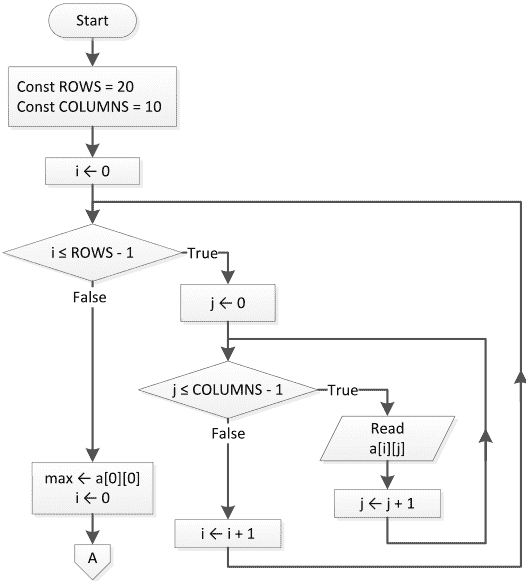 Start
Const ROWS = 20
Const COLUMNS = 10
i ← 0
i ≤ ROWS - 1
True
False
j ← 0
j ≤ COLUMNS - 1
True
False
Read
a[i][j]
j ← j + 1
i ← i + 1
max ← a[0][0]
i ← 0
A